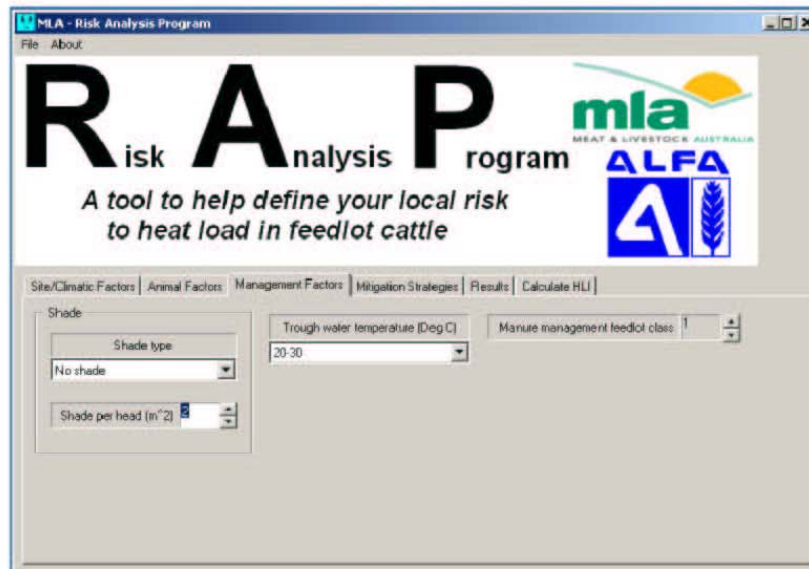 MLA - Risk Analysis Program
File About
Risk Analysis Program
A tool to help define your local risk
to heat load in feedlot cattle
mla
MEAT & LIVESTOCK AUSTRALIA
ALFA
Site/Climatic Factors Animal Factors Management Factors Mitigation Strategies Results Calculate HLI
Shade
Shade type
No shade
Shade per head (m^2) 2
Trough water temperature (Deg C)
20-30
Manure management feedlot class 1